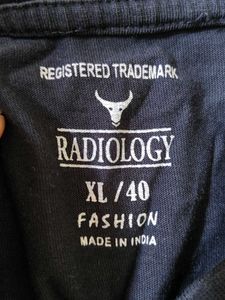 REGISTERED TRADEMARK
RADIOLOGY
XL / 40
FASHION
MADE IN INDIA